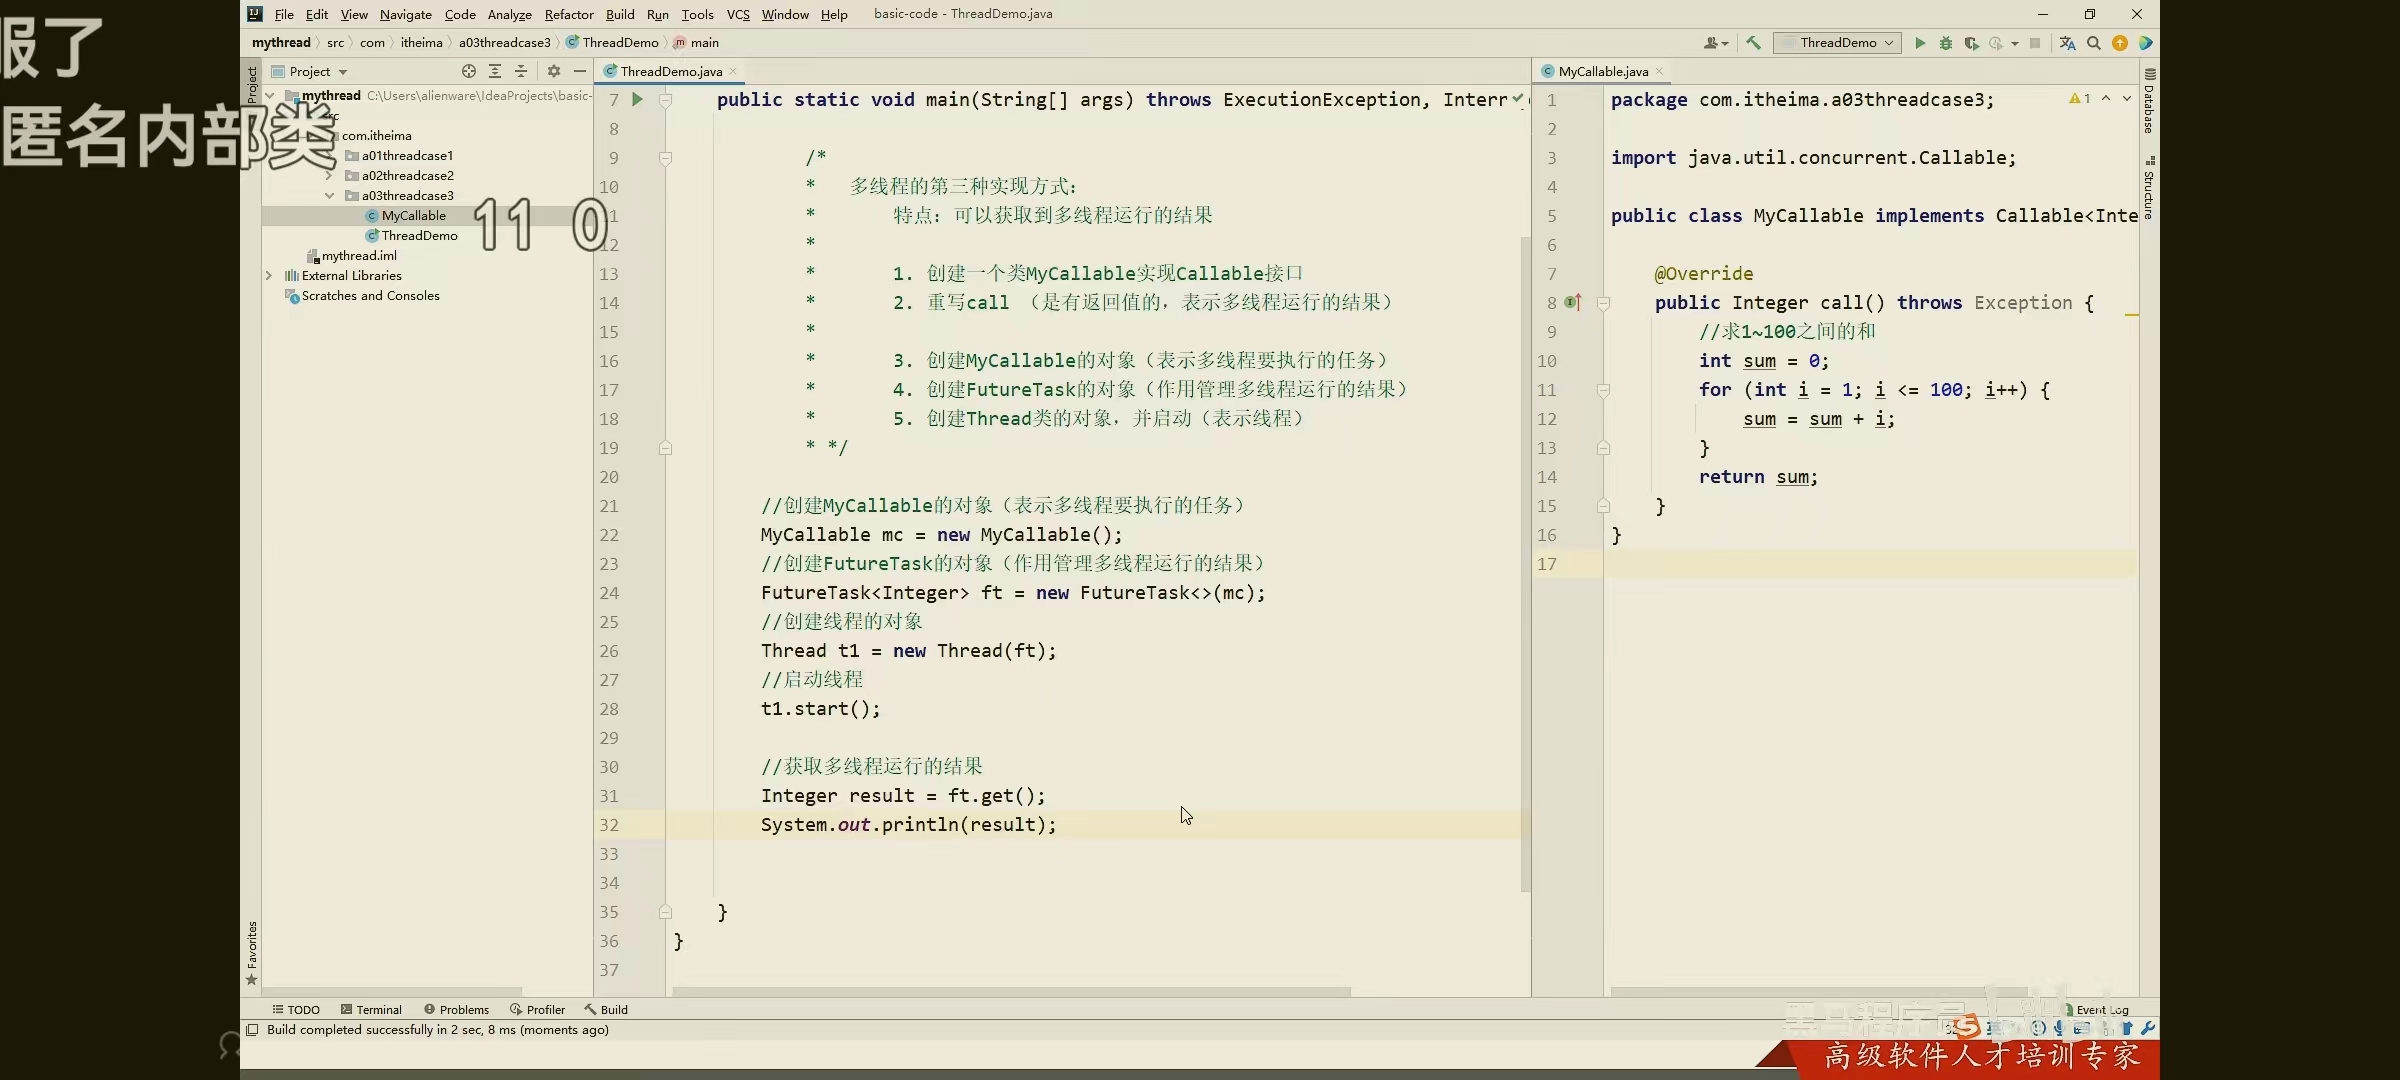 File Edit View Navigate Code Analyze Refactor Build Run Tools VCS Window Help basic-code - ThreadDemo.java
mythread src com itheima a03threadcase3 ThreadDemo main
ThreadDemo
服了
匿名内部类
11 0
Project
Project
mythread C:\Users\alienware\IdeaProjects\basic-
com.itheima
a01threadcase1
a02threadcase2
a03threadcase3
MyCallable
ThreadDemo
mythread.iml
External Libraries
Scratches and Consoles
Favorites
ThreadDemo.java
7 public static void main(String[] args) throws ExecutionException, Interr
8
9 /*
10 * 多线程的第三种实现方式：
* 特点：可以获取到多线程运行的结果
12 *
13 * 1. 创建一个类MyCallable实现Callable接口
14 * 2. 重写call （是有返回值的，表示多线程运行的结果）
15 *
16 * 3. 创建MyCallable的对象（表示多线程要执行的任务）
17 * 4. 创建FutureTask的对象（作用管理多线程运行的结果）
18 * 5. 创建Thread类的对象，并启动（表示线程）
19 * */
20
21 //创建MyCallable的对象（表示多线程要执行的任务）
22 MyCallable mc = new MyCallable();
23 //创建FutureTask的对象（作用管理多线程运行的结果）
24 FutureTask<Integer> ft = new FutureTask<>(mc);
25 //创建线程的对象
26 Thread t1 = new Thread(ft);
27 //启动线程
28 t1.start();
29
30 //获取多线程运行的结果
31 Integer result = ft.get();
32 System.out.println(result);
33
34
35 }
36 }
37
MyCallable.java
1 package com.itheima.a03threadcase3;
1
2
3 import java.util.concurrent.Callable;
4
5 public class MyCallable implements Callable<Inte
6
7 @Override
8 public Integer call() throws Exception {
9 //求1~100之间的和
10 int sum = 0;
11 for (int i = 1; i <= 100; i++) {
12 sum = sum + i;
13 }
14 return sum;
15 }
16 }
17
Database
Structure
TODO Terminal Problems Profiler Build Event Log
Build completed successfully in 2 sec, 8 ms (moments ago)
黑马程序员 bilibili
高级软件人才培训专家